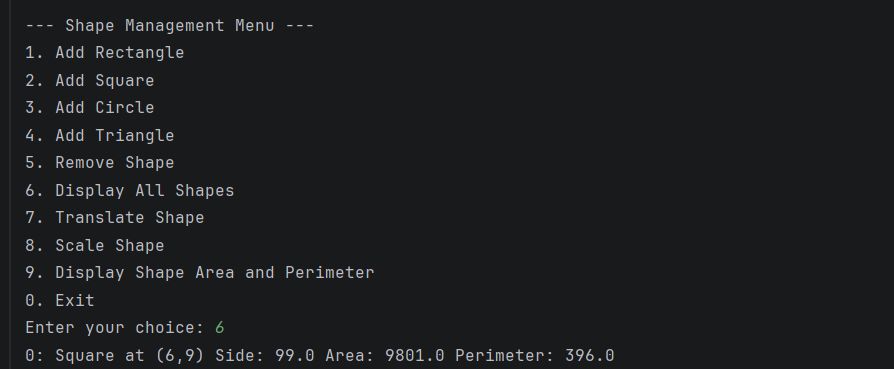 --- Shape Management Menu ---
1. Add Rectangle
2. Add Square
3. Add Circle
4. Add Triangle
5. Remove Shape
6. Display All Shapes
7. Translate Shape
8. Scale Shape
9. Display Shape Area and Perimeter
0. Exit
Enter your choice: 6
0: Square at (6,9) Side: 99.0 Area: 9801.0 Perimeter: 396.0